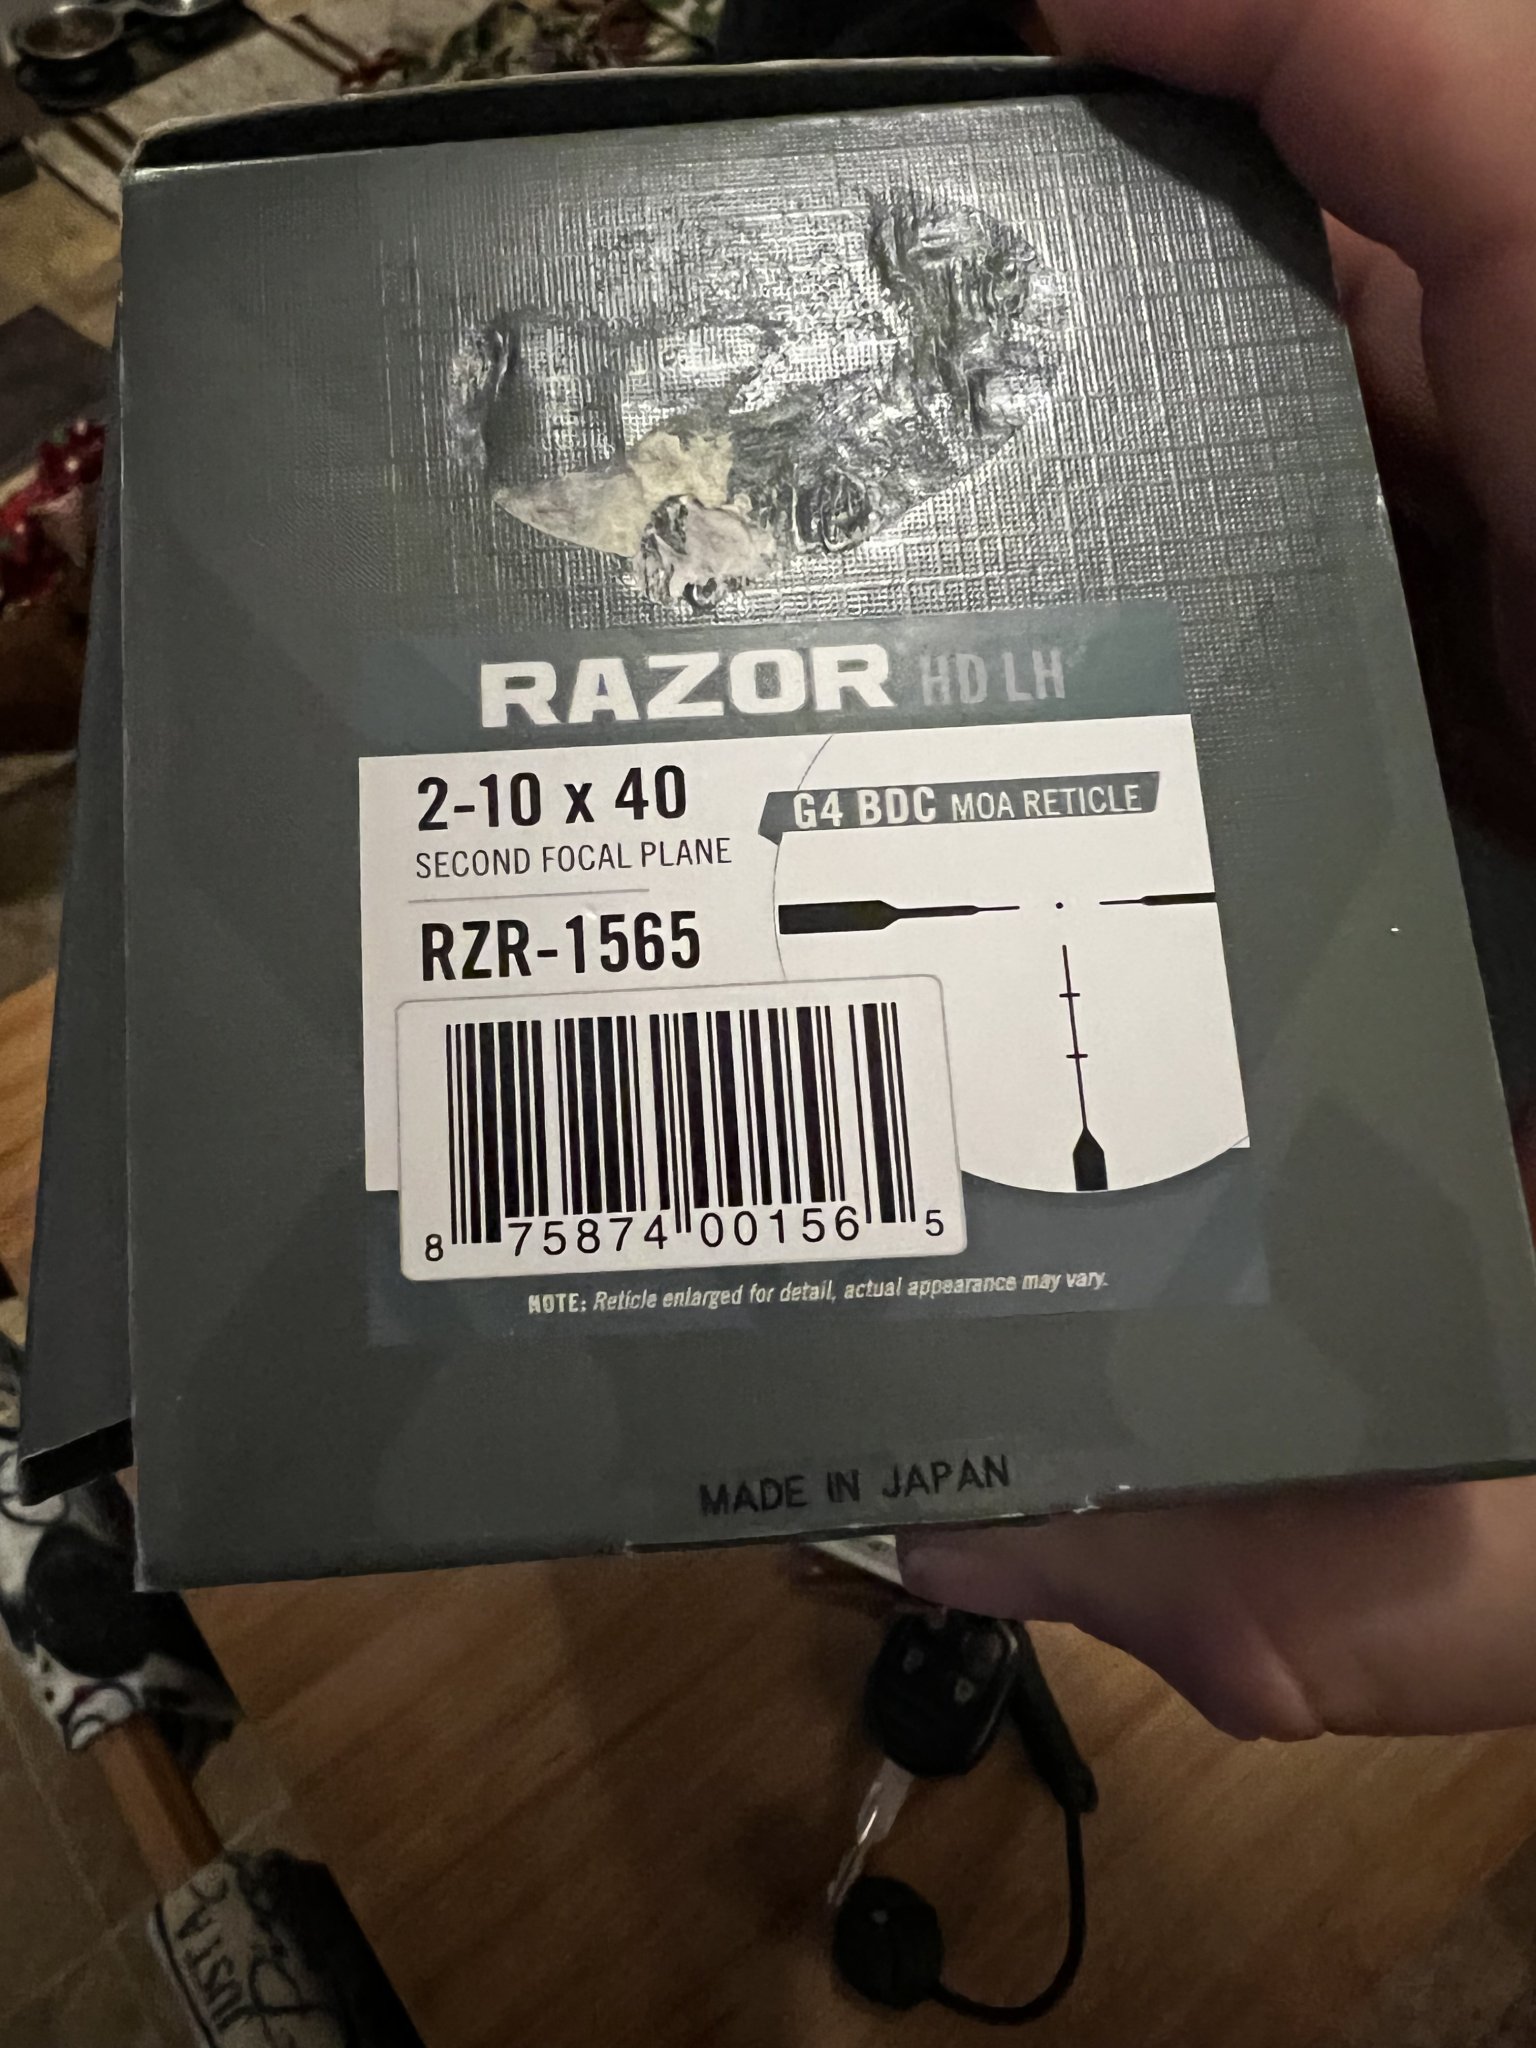 RAZOR HD LH
2-10 x 40
SECOND FOCAL PLANE
G4 BDC MOA RETICLE
RZR-1565
8 75874 00156 5
NOTE: Reticle enlarged for detail, actual appearance may vary.
MADE IN JAPAN
JUST A